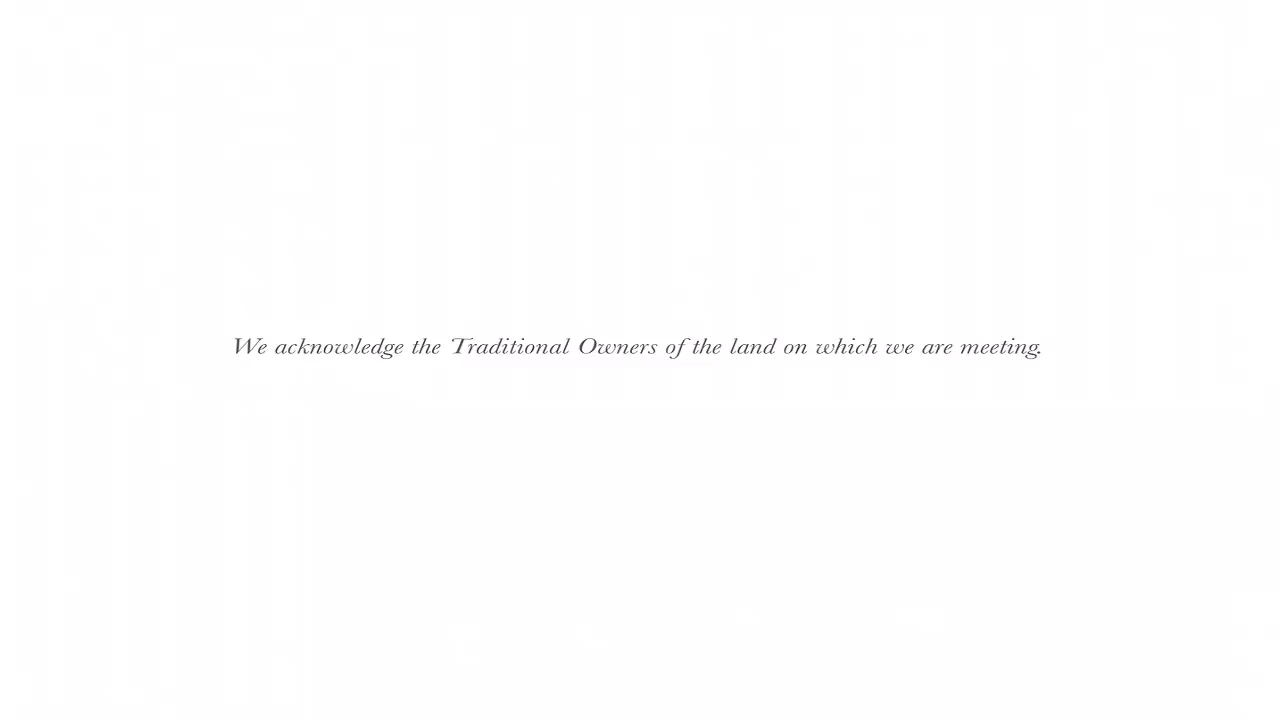 We acknowledge the Traditional Owners of the land on which we are meeting.